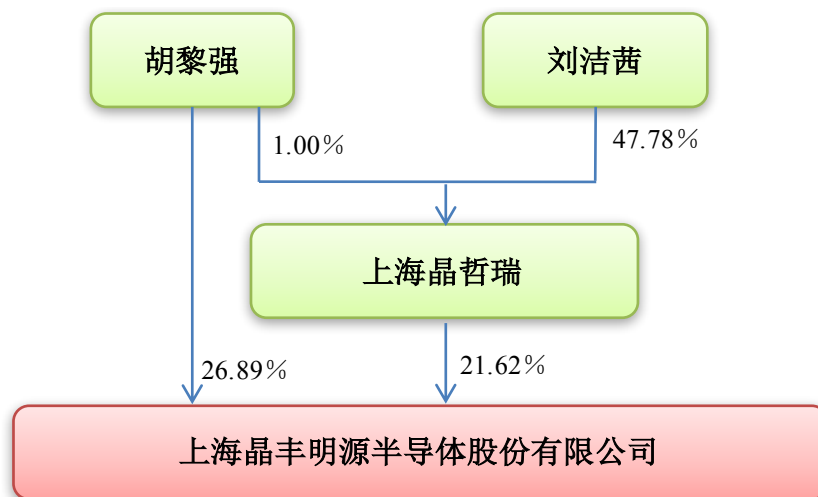 胡黎强
刘洁茜
1.00％
47.78％
上海晶哲瑞
26.89％
21.62％
上海晶丰明源半导体股份有限公司